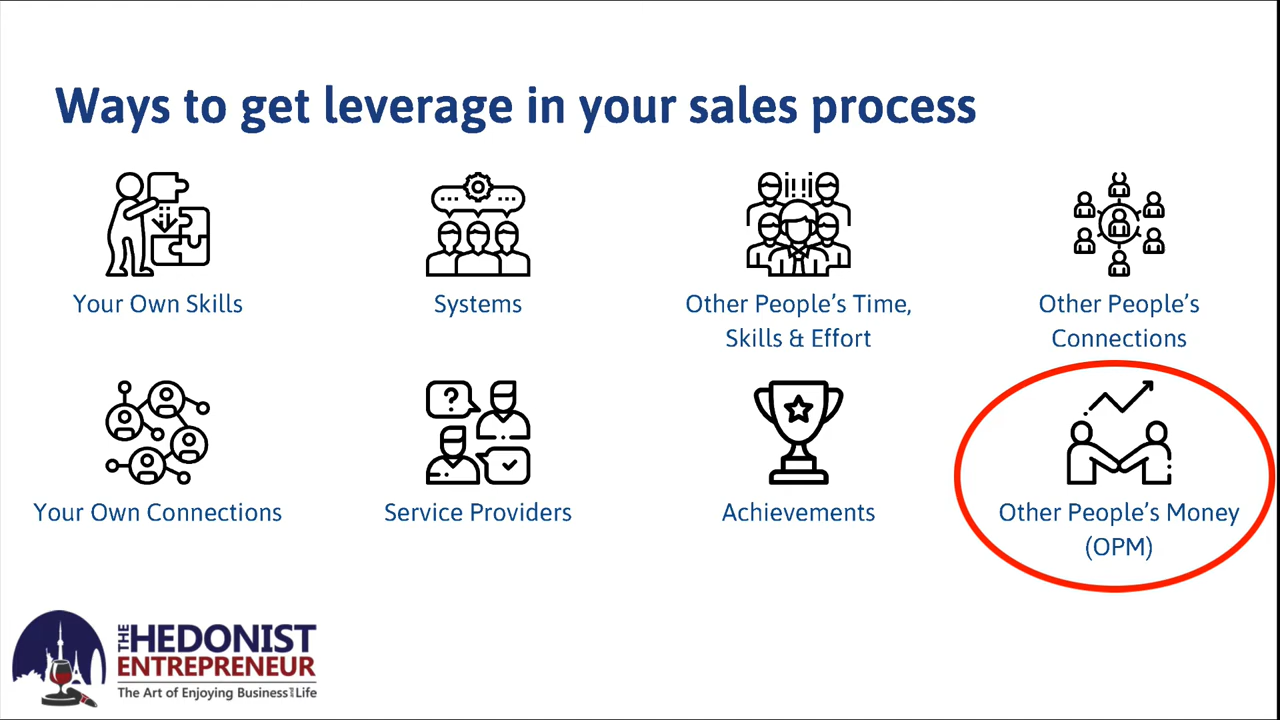 Ways to get leverage in your sales process
Your Own Skills
Systems
Other People's Time,
Skills & Effort
Other People's
Connections
Your Own Connections
?
Service Providers
Achievements
Other People's Money
(OPM)
THE
HEDONIST
ENTREPRENEUR
The Art of Enjoying Business and Life